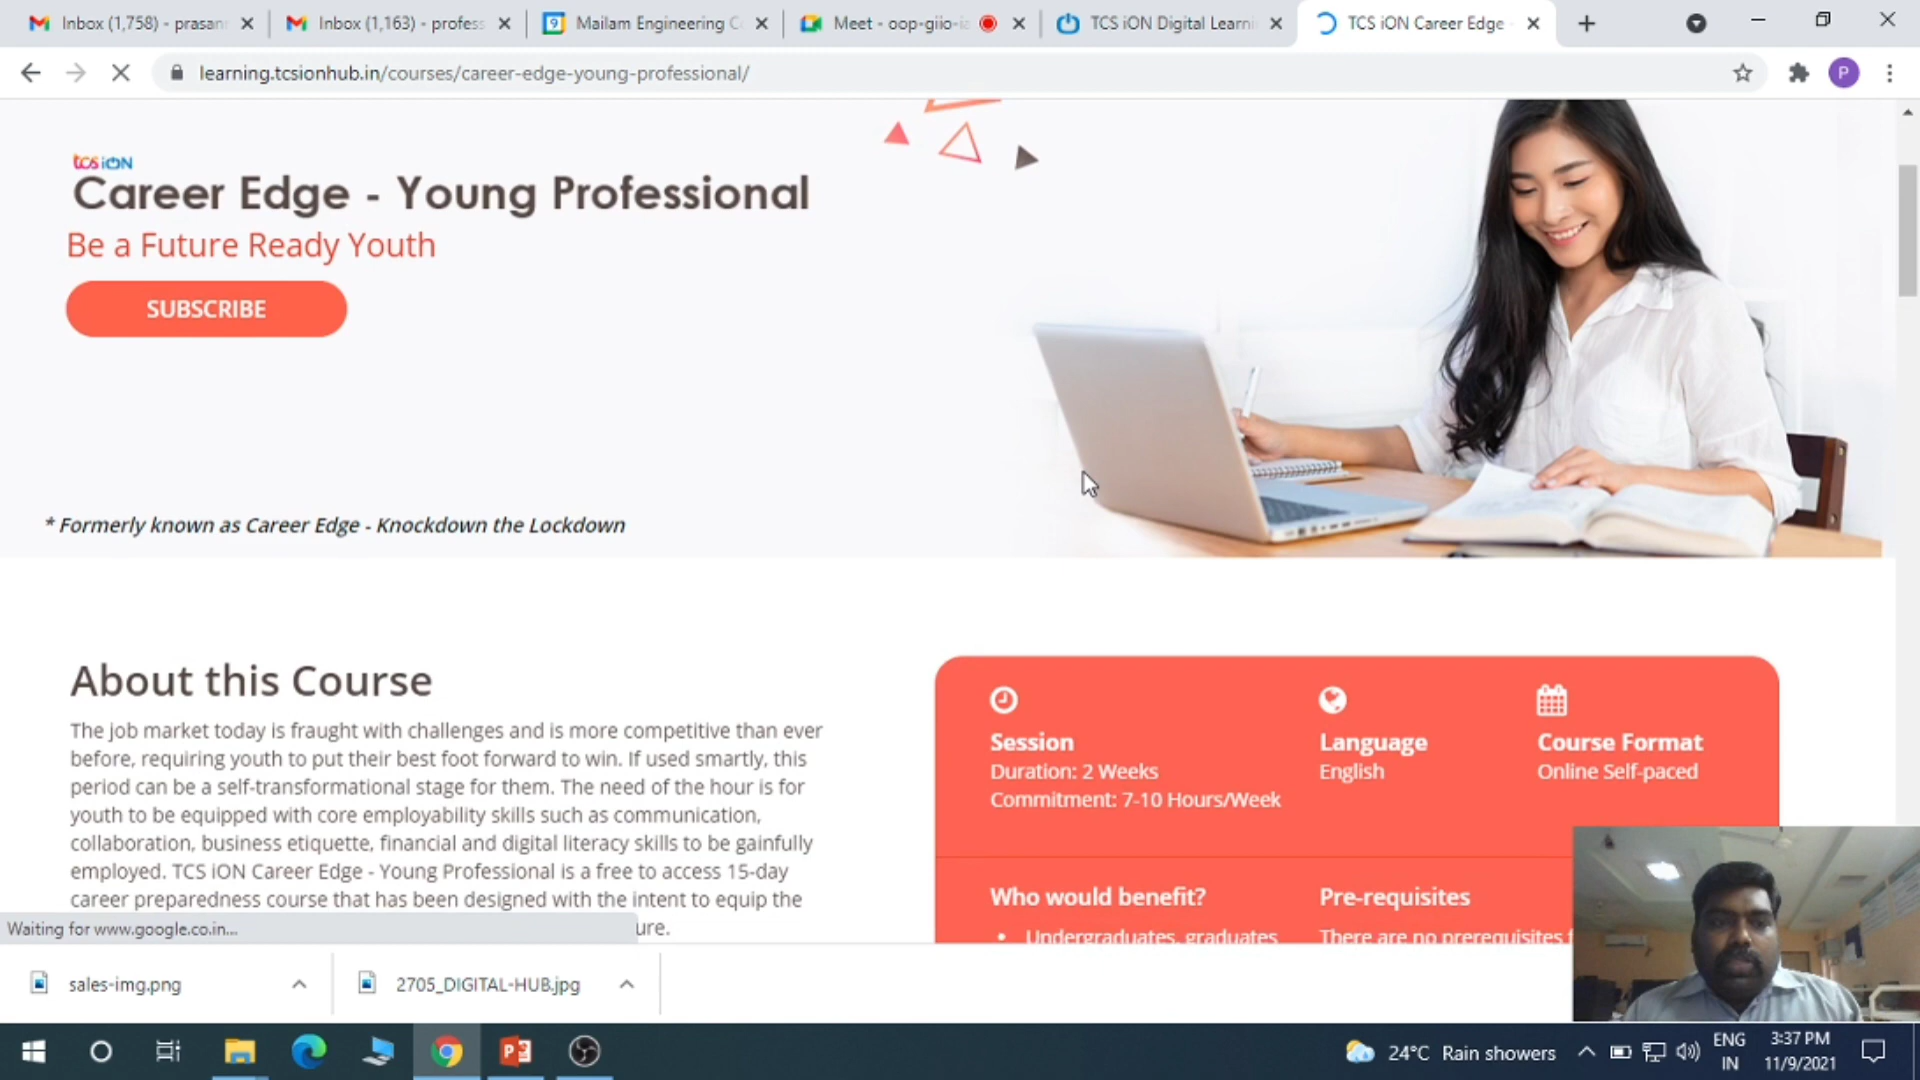 Inbox (1,758) - prasan
Inbox (1,163) - profess
9
Mailam Engineering C
Meet - oop-giio-i
TCS iON Digital Learni
TCS iON Career Edge -
learning.tcsionhub.in/courses/career-edge-young-professional/
P
tcs iON
Career Edge - Young Professional
Be a Future Ready Youth
SUBSCRIBE
* Formerly known as Career Edge - Knockdown the Lockdown
About this Course
The job market today is fraught with challenges and is more competitive than ever
before, requiring youth to put their best foot forward to win. If used smartly, this
period can be a self-transformational stage for them. The need of the hour is for
youth to be equipped with core employability skills such as communication,
collaboration, business etiquette, financial and digital literacy skills to be gainfully
employed. TCS iON Career Edge - Young Professional is a free to access 15-day
career preparedness course that has been designed with the intent to equip the
ure.
Session
Duration: 2 Weeks
Commitment: 7-10 Hours/Week
Language
English
Course Format
Online Self-paced
Who would benefit?
• Undergraduates, graduates
Pre-requisites
There are no prerequisites f
Waiting for www.google.co.in...
sales-img.png
2705_DIGITAL-HUB.jpg
24°C Rain showers
ENG
IN
3:37 PM
11/9/2021